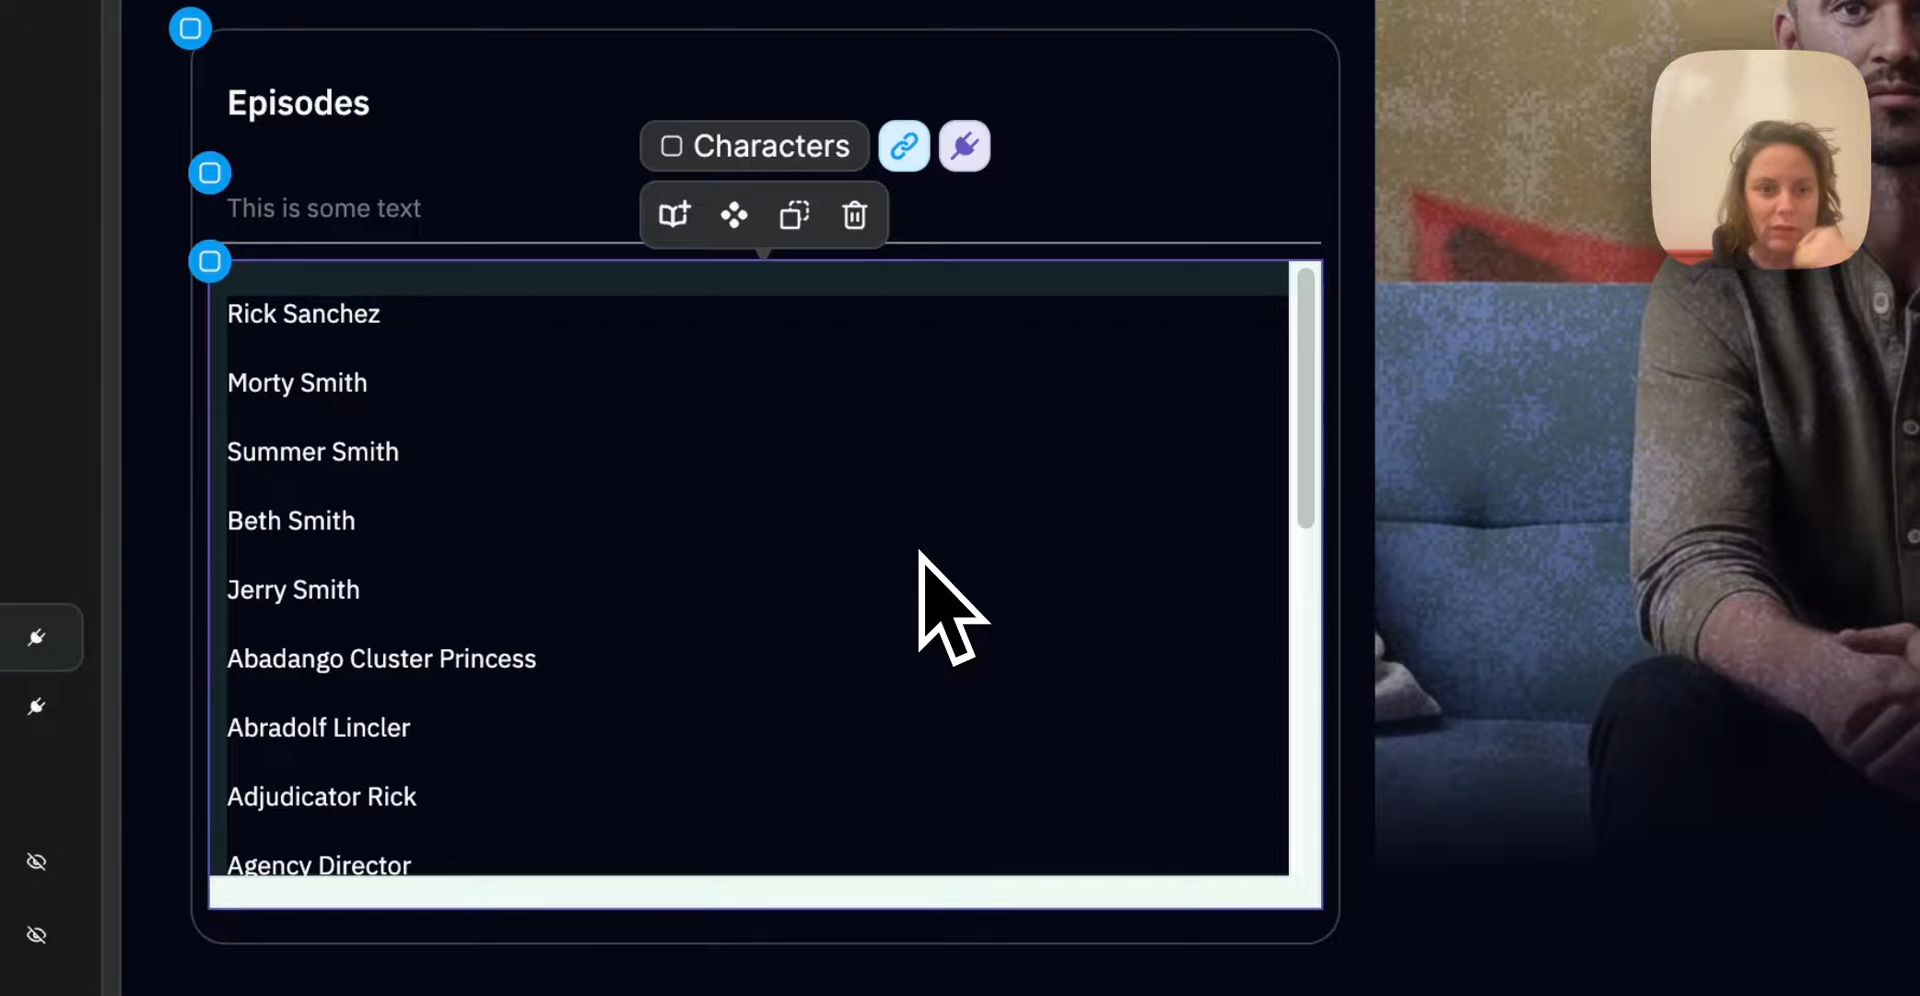 Episodes
Characters
This is some text
Rick Sanchez
Morty Smith
Summer Smith
Beth Smith
Jerry Smith
Abadango Cluster Princess
Abradolf Lincler
Adjudicator Rick
Agency Director